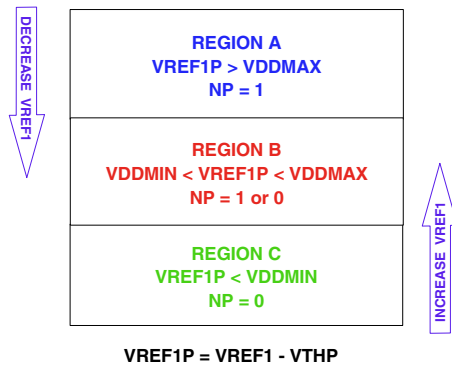 DECREASE VREF1
REGION A
VREF1P > VDDMAX
NP = 1
REGION B
VDDMIN < VREF1P < VDDMAX
NP = 1 or 0
REGION C
VREF1P < VDDMIN
NP = 0
INCREASE VREF1
VREF1P = VREF1 - VTHP